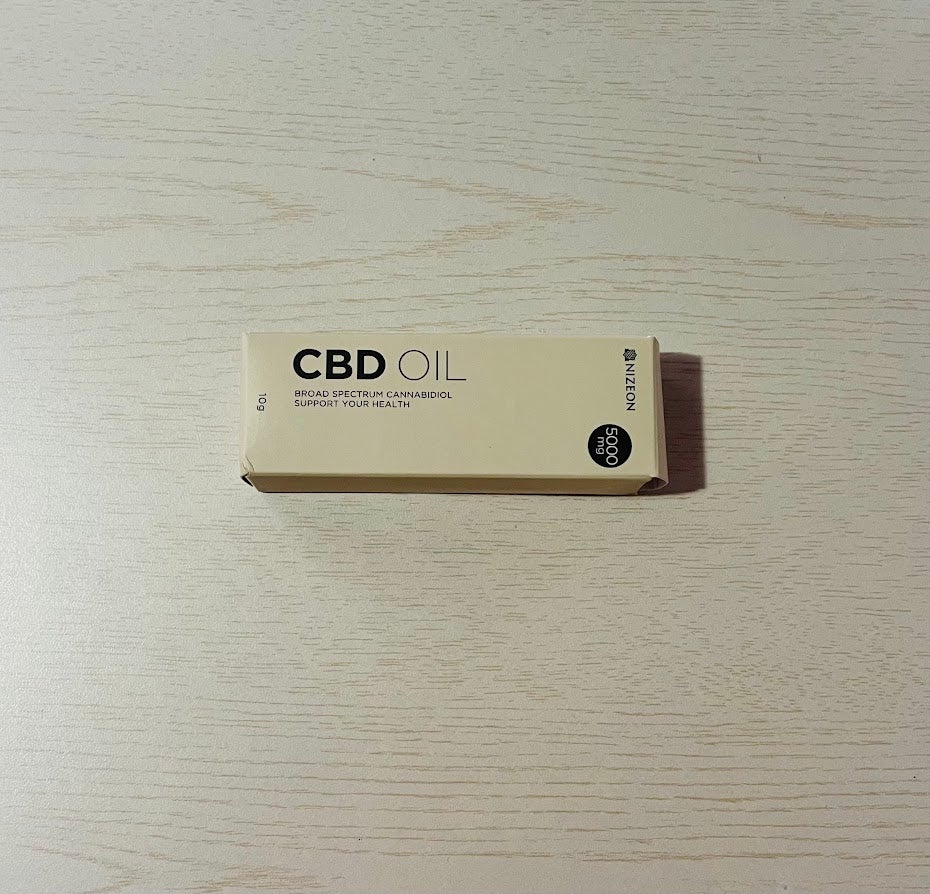 CBD OIL
BROAD SPECTRUM CANNABIDIOL
SUPPORT YOUR HEALTH
10g
NIZEON
5000
mg